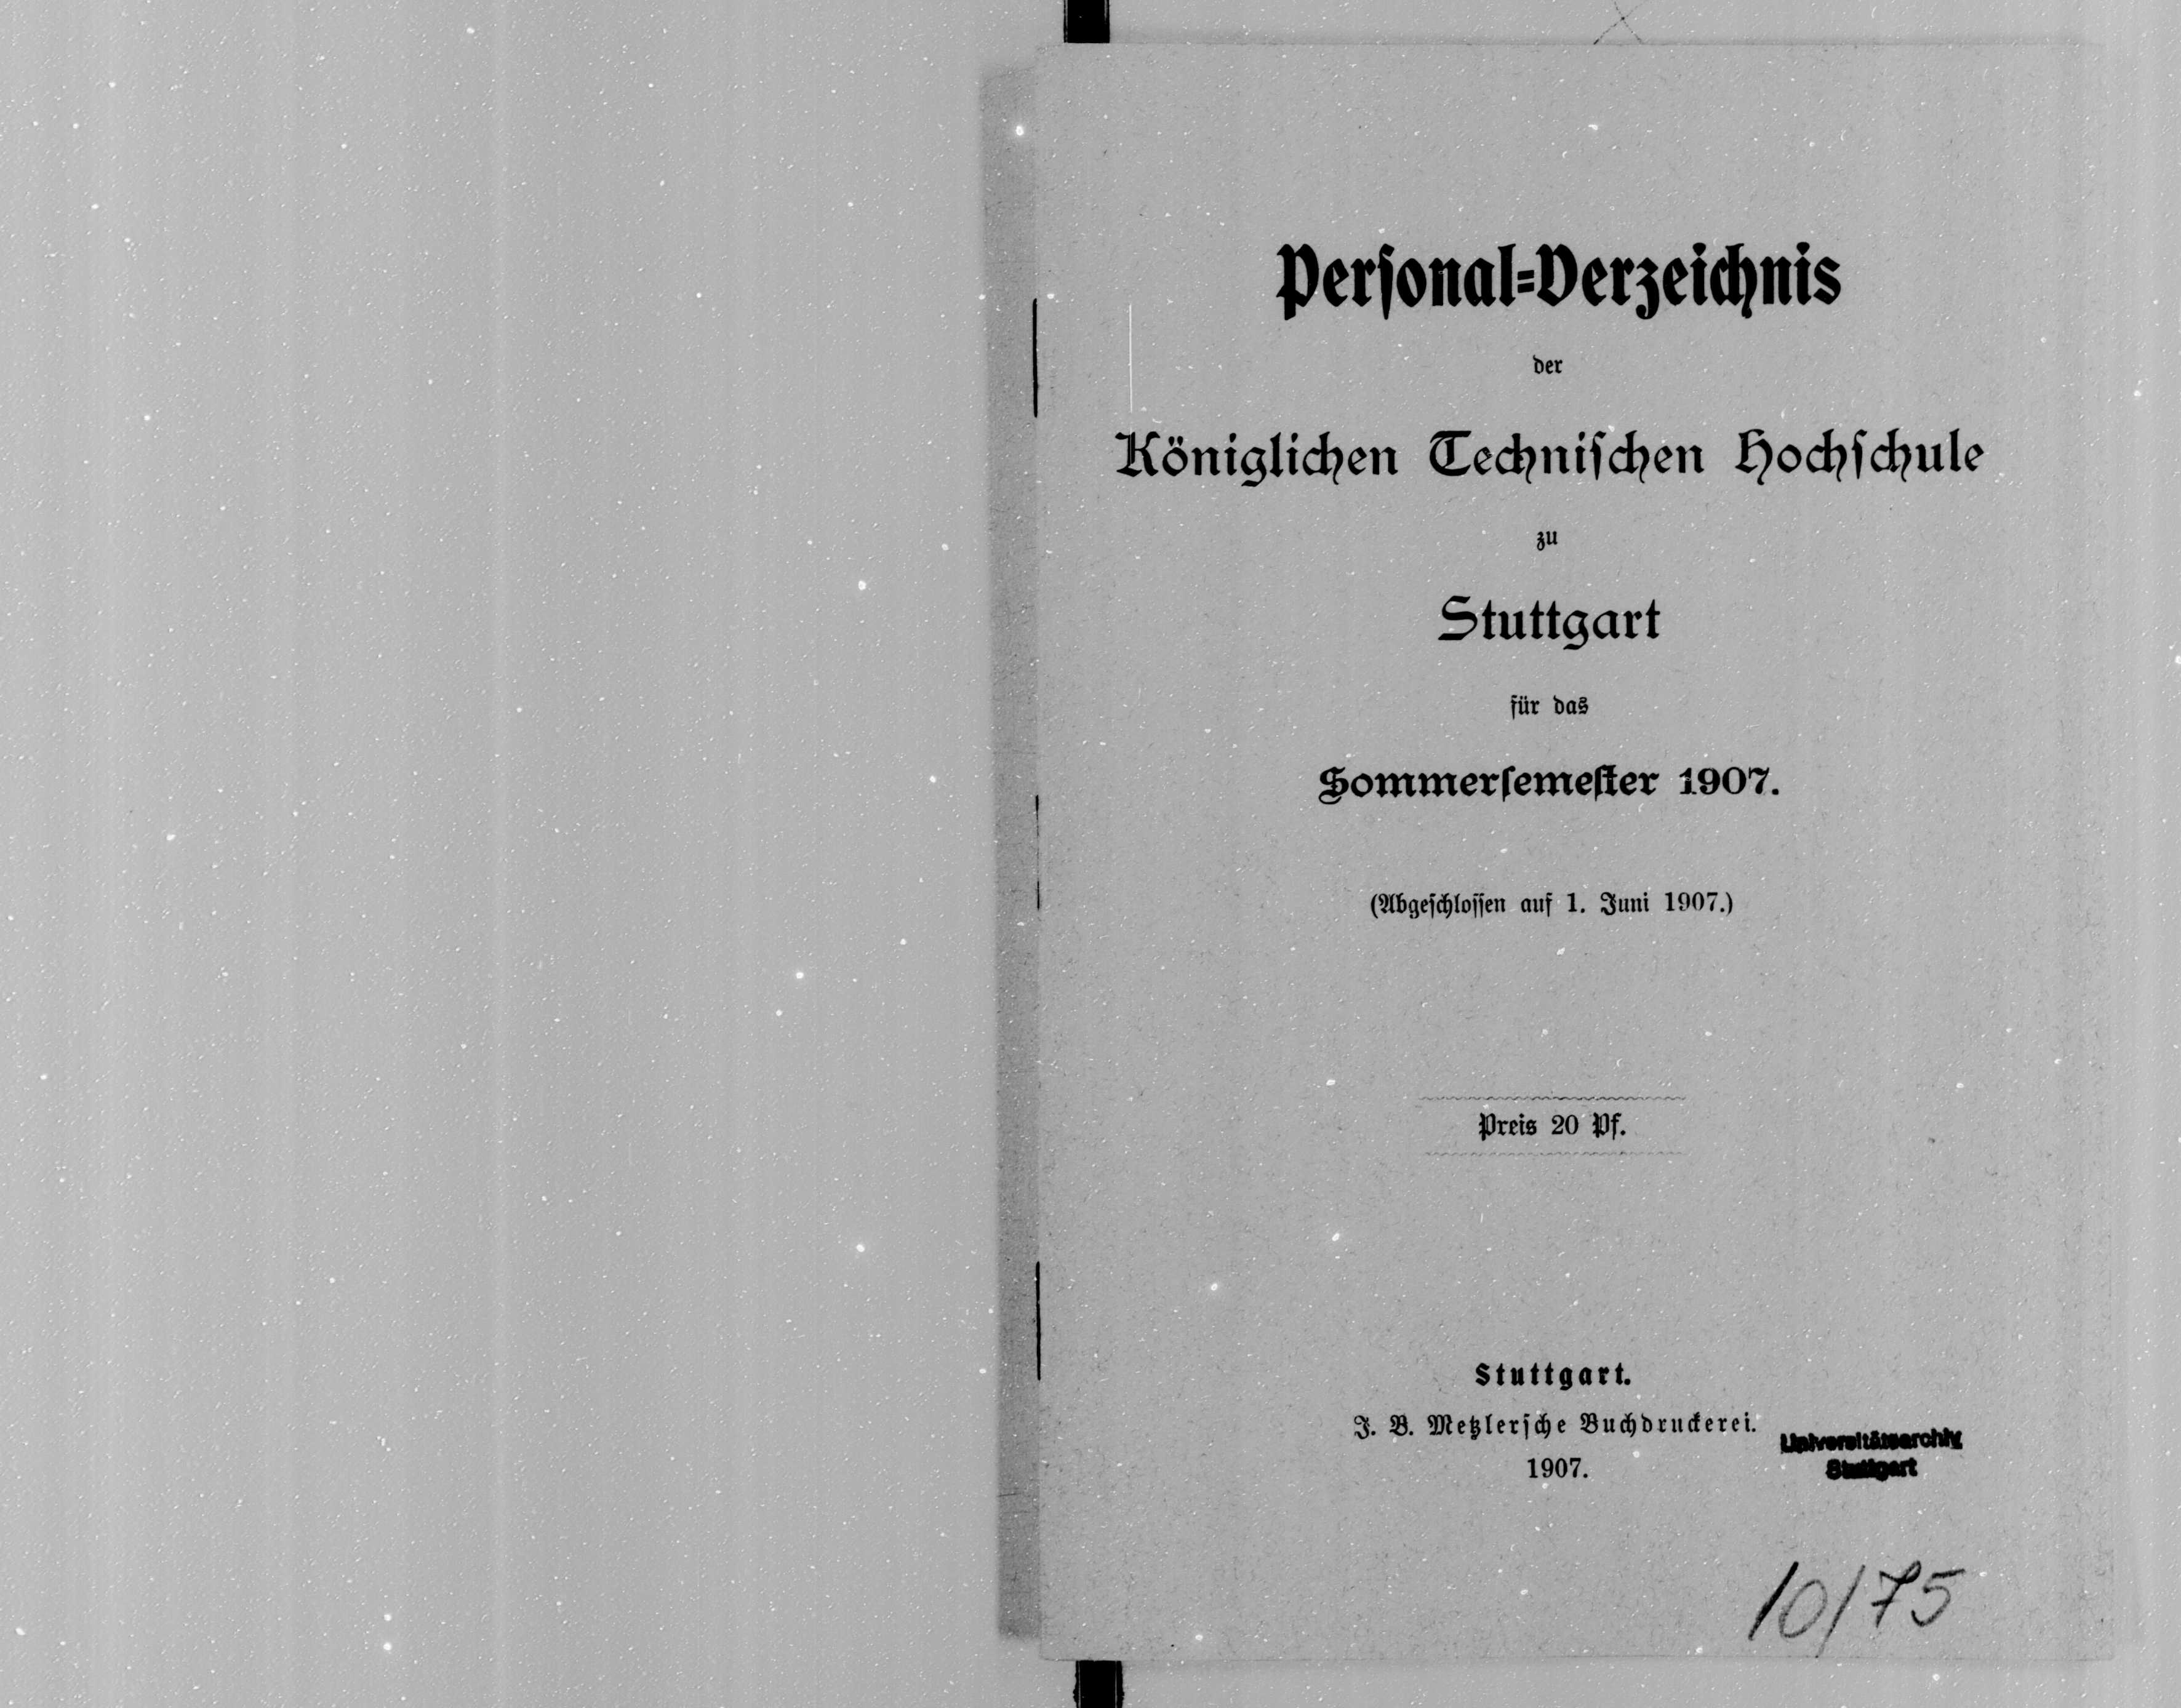 Personal-Verzeichnis
der
Königlichen Technischen Hochschule
zu
Stuttgart
für das
Sommersemester 1907.
(Abgeschlossen auf 1. Juni 1907.)
Preis 20 Pf.
Stuttgart.
J. B. Metzlersche Buchdruckerei.
1907.
Universitätsarchiv
Stuttgart
10/75